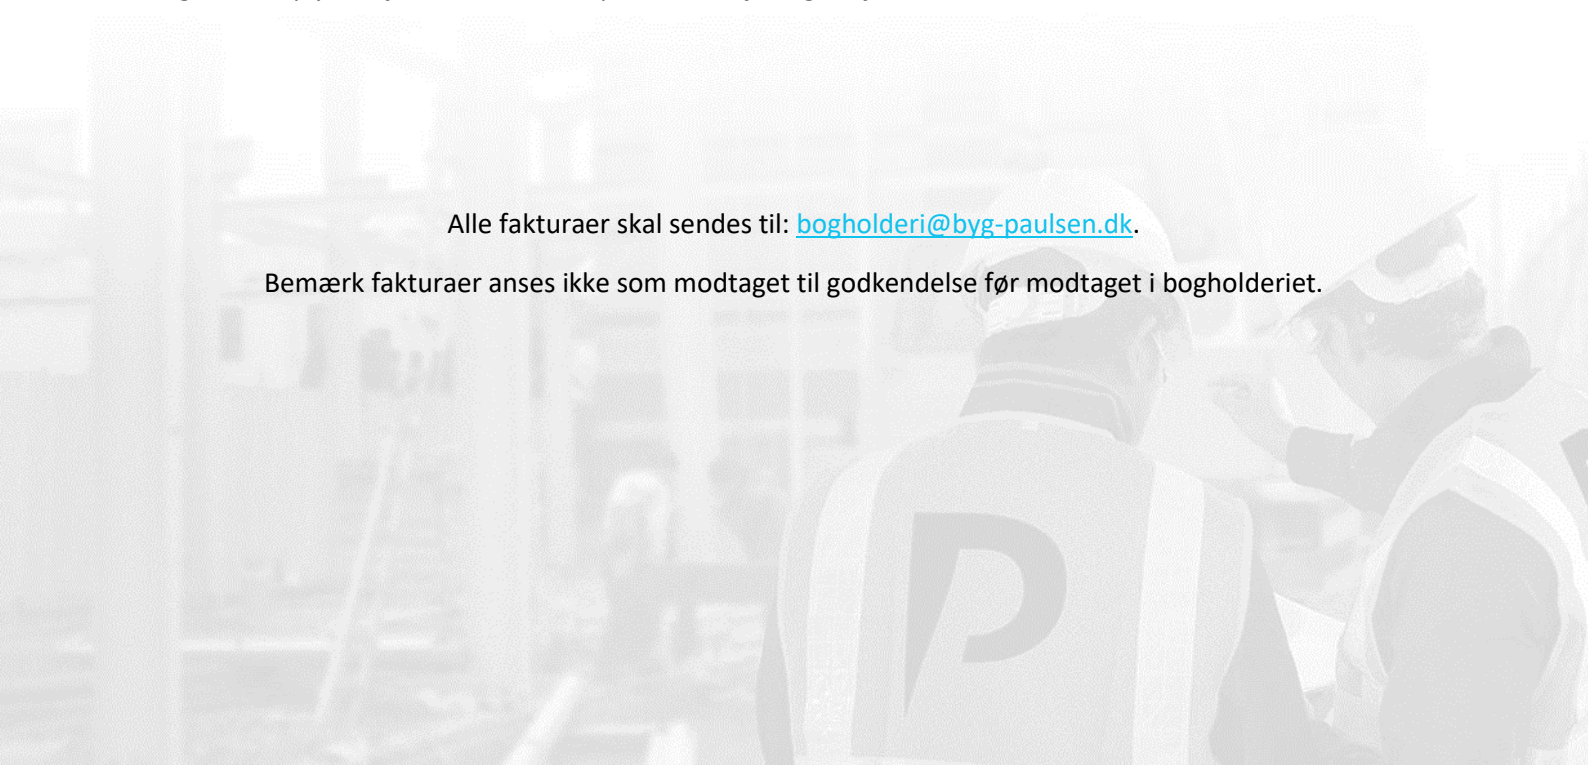 Alle fakturaer skal sendes til: bogholderi@byg-paulsen.dk.
Bemærk fakturaer anses ikke som modtaget til godkendelse før modtaget i bogholderiet.
P